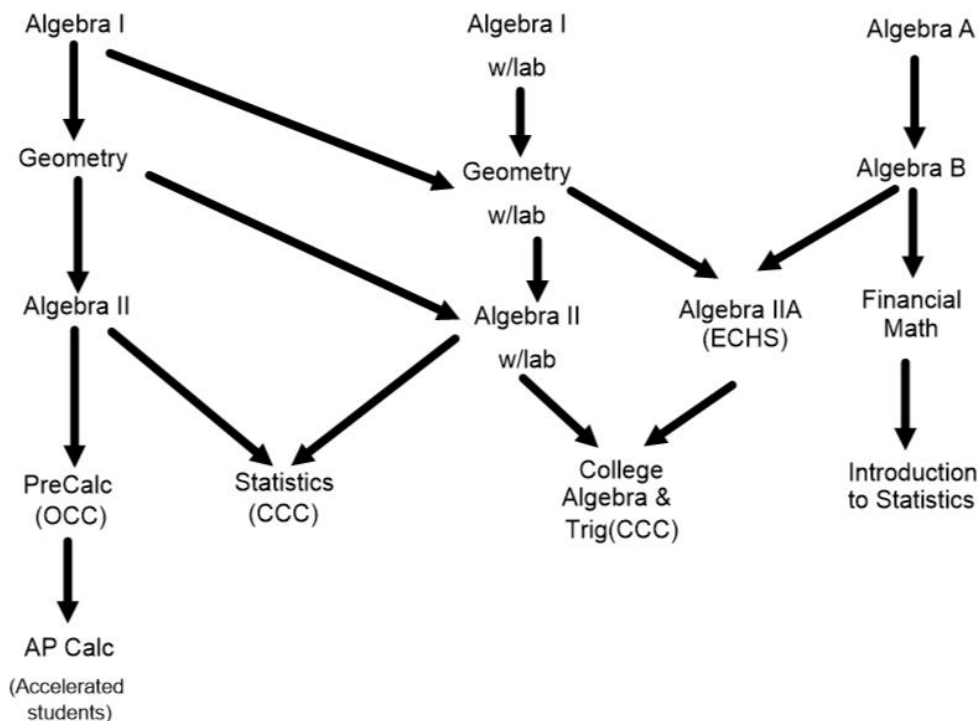 Algebra I
Algebra I
w/lab
Algebra A
Geometry
Geometry
w/lab
Algebra B
Algebra II
Algebra II
w/lab
Algebra IIA
(ECHS)
Financial
Math
PreCalc
(OCC)
Statistics
(CCC)
College
Algebra &
Trig(CCC)
Introduction
to Statistics
AP Calc
(Accelerated
students)